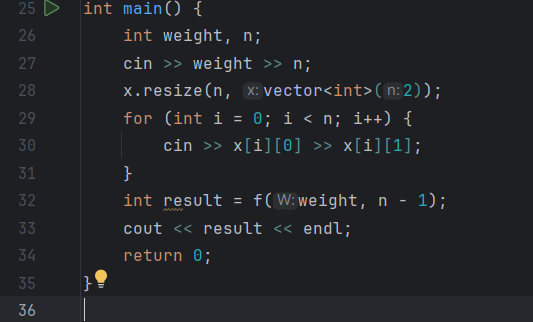 25 int main() {
26 int weight, n;
27 cin >> weight >> n;
28 x.resize(n, x: vector<int>( n: 2));
29 for (int i = 0; i < n; i++) {
30 cin >> x[i][0] >> x[i][1];
31 }
32 int result = f( W: weight, n - 1);
33 cout << result << endl;
34 return 0;
35 }
36